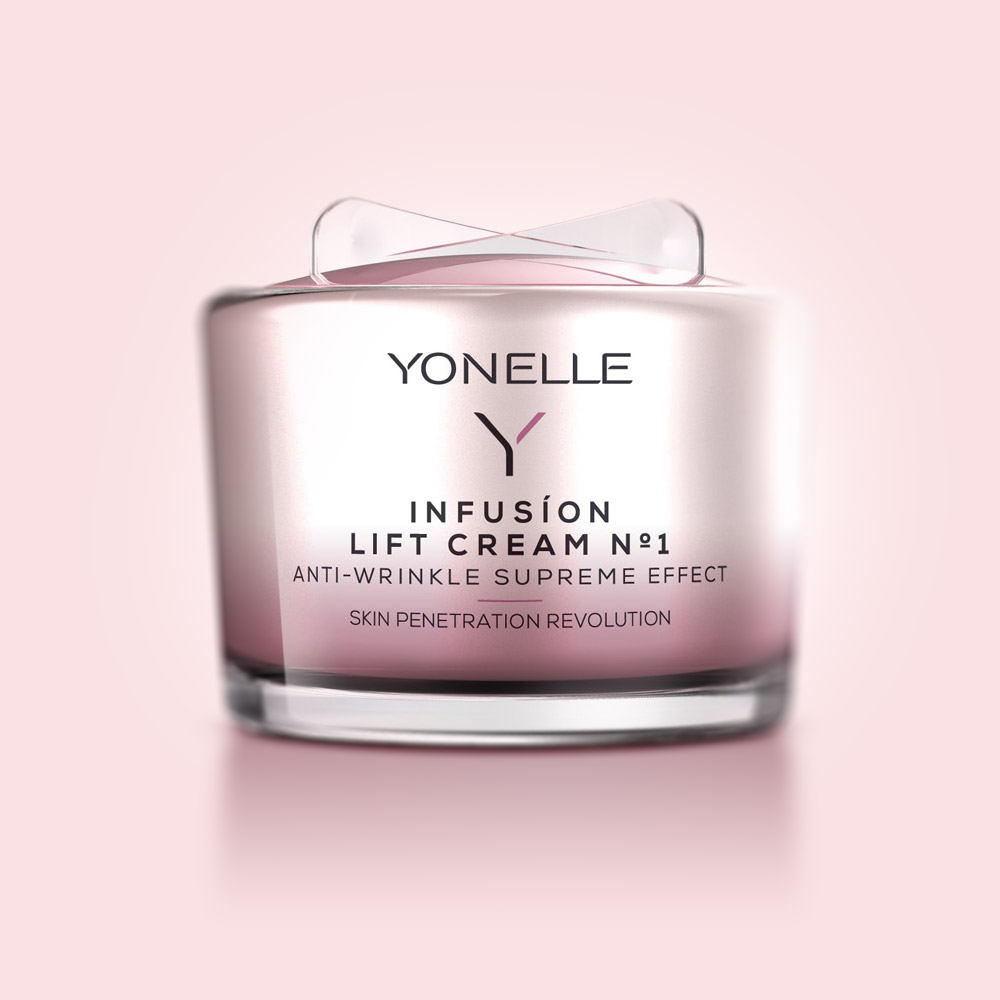 YONELLE
Y
INFUSÍON
LIFT CREAM Nº1
ANTI-WRINKLE SUPREME EFFECT
SKIN PENETRATION REVOLUTION